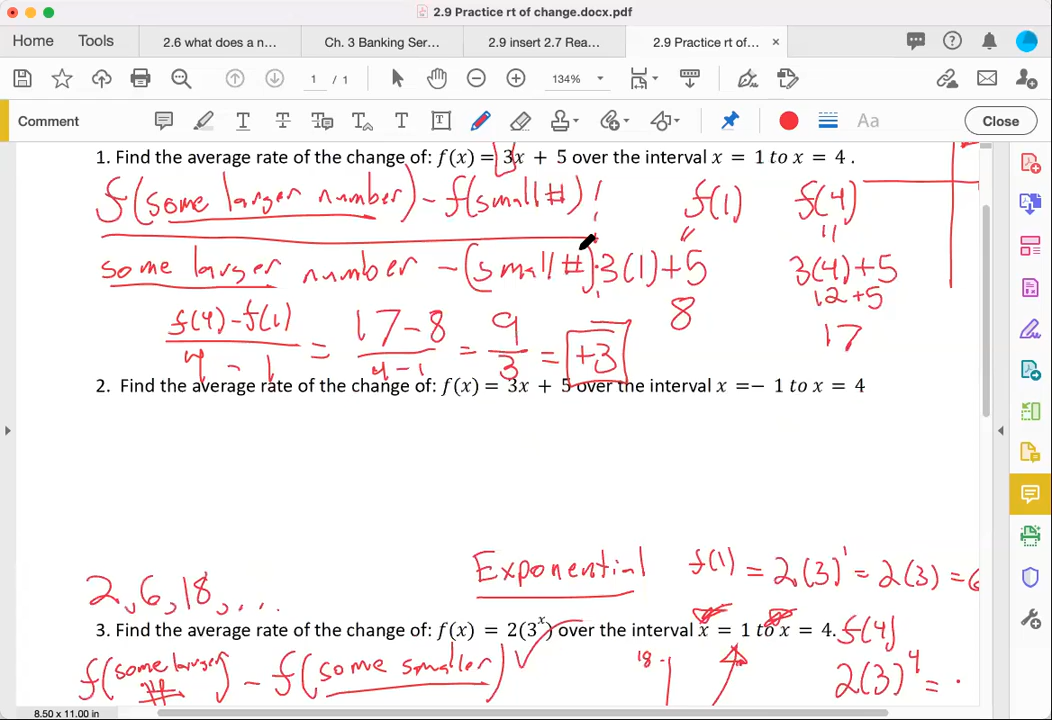 2.9 Practice rt of change.docx.pdf
Home Tools 2.6 what does a n... Ch. 3 Banking Ser... 2.9 insert 2.7 Rea... 2.9 Practice rt of... ×
1 / 1 134%
Comment Aa Close
1. Find the average rate of the change of: f(x) = 3x + 5 over the interval x = 1 to x = 4 .
f(some larger number) - f(small #)
some larger number - (small #)
f(1)
3(1)+5
8
f(4)
11
3(4)+5
12+5
17
f(4)-f(1) / 4 - 1 = 17-8 / 4-1 = 9 / 3 = +3
2. Find the average rate of the change of: f(x) = 3x + 5 over the interval x =− 1 to x = 4
Exponential f(1) = 2(3)¹ = 2(3) = 6
2, 6, 18, ...
3. Find the average rate of the change of: f(x) = 2(3ˣ) over the interval x = 1 to x = 4.
f(4)
f(some larger #) - f(some smaller)
18
2(3)⁴ =
8.50 x 11.00 in